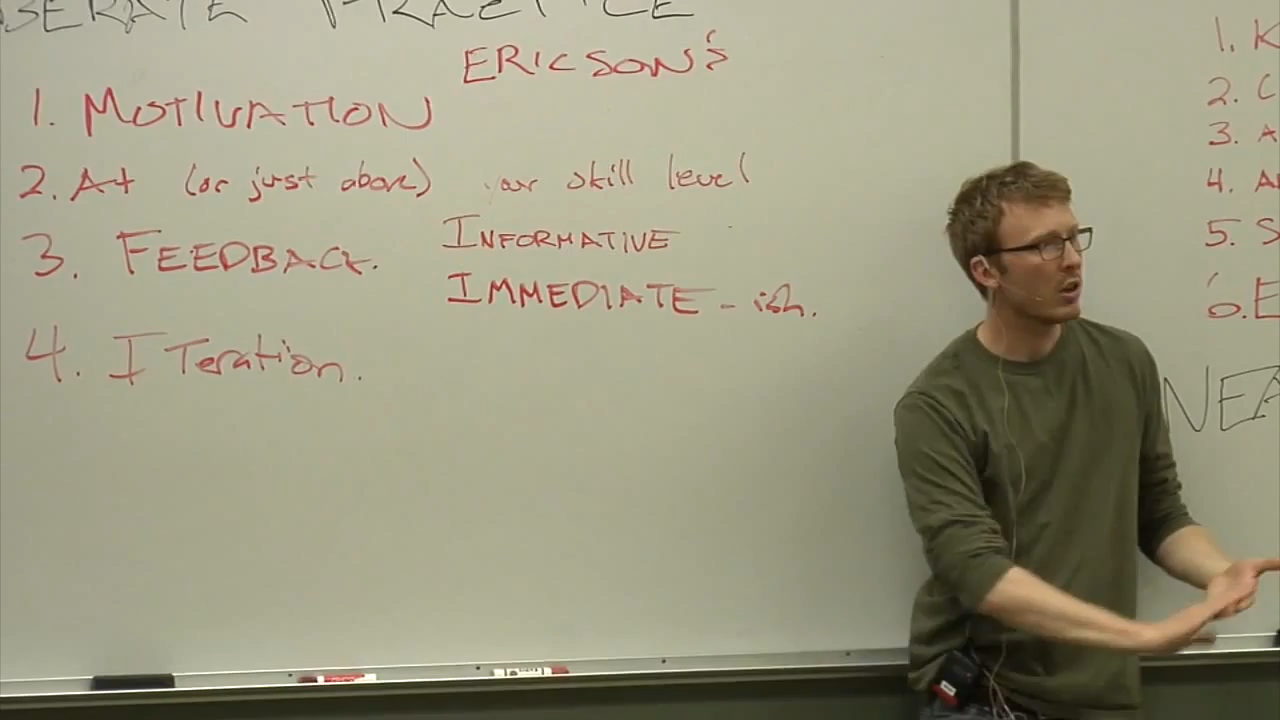 BERATE PRACTICE
ERICSON'S
1. MOTIVATION
2. At (or just above) your skill level
3. FEEDBACK. INFORMATIVE
IMMEDIATE - ish.
4. ITeration.
1. K
2. C
3. A
4. A
5. S
6. E
NEA